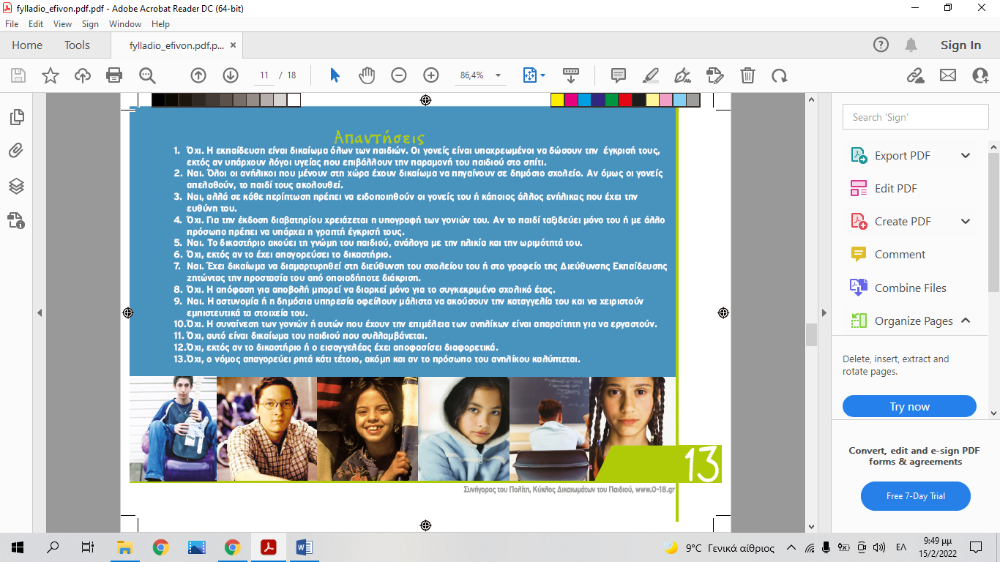 fylladio_efivon.pdf.pdf - Adobe Acrobat Reader DC (64-bit)
File Edit View Sign Window Help
Home Tools fylladio_efivon.pdf.p... × Sign In
11 / 18 86,4%
Απαντήσεις
1. Όχι. Η εκπαίδευση είναι δικαίωμα όλων των παιδιών. Οι γονείς είναι υποχρεωμένοι να δώσουν την έγκρισή τους,
εκτός αν υπάρχουν λόγοι υγείας που επιβάλλουν την παραμονή του παιδιού στο σπίτι.
2. Ναι. Όλοι οι ανήλικοι που μένουν στη χώρα έχουν δικαίωμα να πηγαίνουν σε δημόσιο σχολείο. Αν όμως οι γονείς
απελαθούν, το παιδί τους ακολουθεί.
3. Ναι, αλλά σε κάθε περίπτωση πρέπει να ειδοποιηθούν οι γονείς του ή κάποιος άλλος ενήλικας που έχει την
ευθύνη του.
4. Όχι. Για την έκδοση διαβατηρίου χρειάζεται η υπογραφή των γονιών του. Αν το παιδί ταξιδεύει μόνο του ή με άλλο
πρόσωπο πρέπει να υπάρχει η γραπτή έγκρισή τους.
5. Ναι. Το δικαστήριο ακούει τη γνώμη του παιδιού, ανάλογα με την ηλικία και την ωριμότητά του.
6. Όχι, εκτός αν το έχει απαγορεύσει το δικαστήριο.
7. Ναι. Έχει δικαίωμα να διαμαρτυρηθεί στη διεύθυνση του σχολείου του ή στο γραφείο της Διεύθυνσης Εκπαίδευσης
ζητώντας την προστασία του από οποιαδήποτε διάκριση.
8. Όχι. Η απόφαση για αποβολή μπορεί να διαρκεί μόνο για το συγκεκριμένο σχολικό έτος.
9. Ναι. Η αστυνομία ή η δημόσια υπηρεσία οφείλουν μάλιστα να ακούσουν την καταγγελία του και να χειριστούν
εμπιστευτικά τα στοιχεία του.
10.Όχι. Η συναίνεση των γονιών ή αυτών που έχουν την επιμέλεια των ανηλίκων είναι απαραίτητη για να εργαστούν.
11. Όχι, αυτό είναι δικαίωμα του παιδιού που συλλαμβάνεται.
12.Όχι, εκτός αν το δικαστήριο ή ο εισαγγελέας έχει αποφασίσει διαφορετικά.
13.Όχι, ο νόμος απαγορεύει ρητά κάτι τέτοιο, ακόμη και αν το πρόσωπο του ανηλίκου καλύπτεται.
13
Συνήγορος του Πολίτη, Κύκλος Δικαιωμάτων του Παιδιού, www.0-18.gr
Search 'Sign'
Export PDF
Edit PDF
Create PDF
Comment
Combine Files
Organize Pages
Delete, insert, extract and
rotate pages.
Try now
Convert, edit and e-sign PDF
forms & agreements
Free 7-Day Trial
9°C Γενικά αίθριος ΕΛ 9:49 μμ
15/2/2022